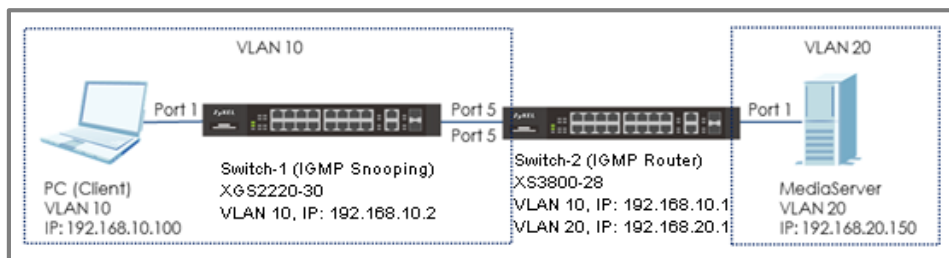 VLAN 10
VLAN 20
Port 1
ZyXEL
Port 5
Port 5
ZyXEL
Port 1
PC (Client)
VLAN 10
IP: 192.168.10.100
Switch-1 (IGMP Snooping)
XGS2220-30
VLAN 10, IP: 192.168.10.2
Switch-2 (IGMP Router)
XS3800-28
VLAN 10, IP: 192.168.10.1
VLAN 20, IP: 192.168.20.1
MediaServer
VLAN 20
IP: 192.168.20.150